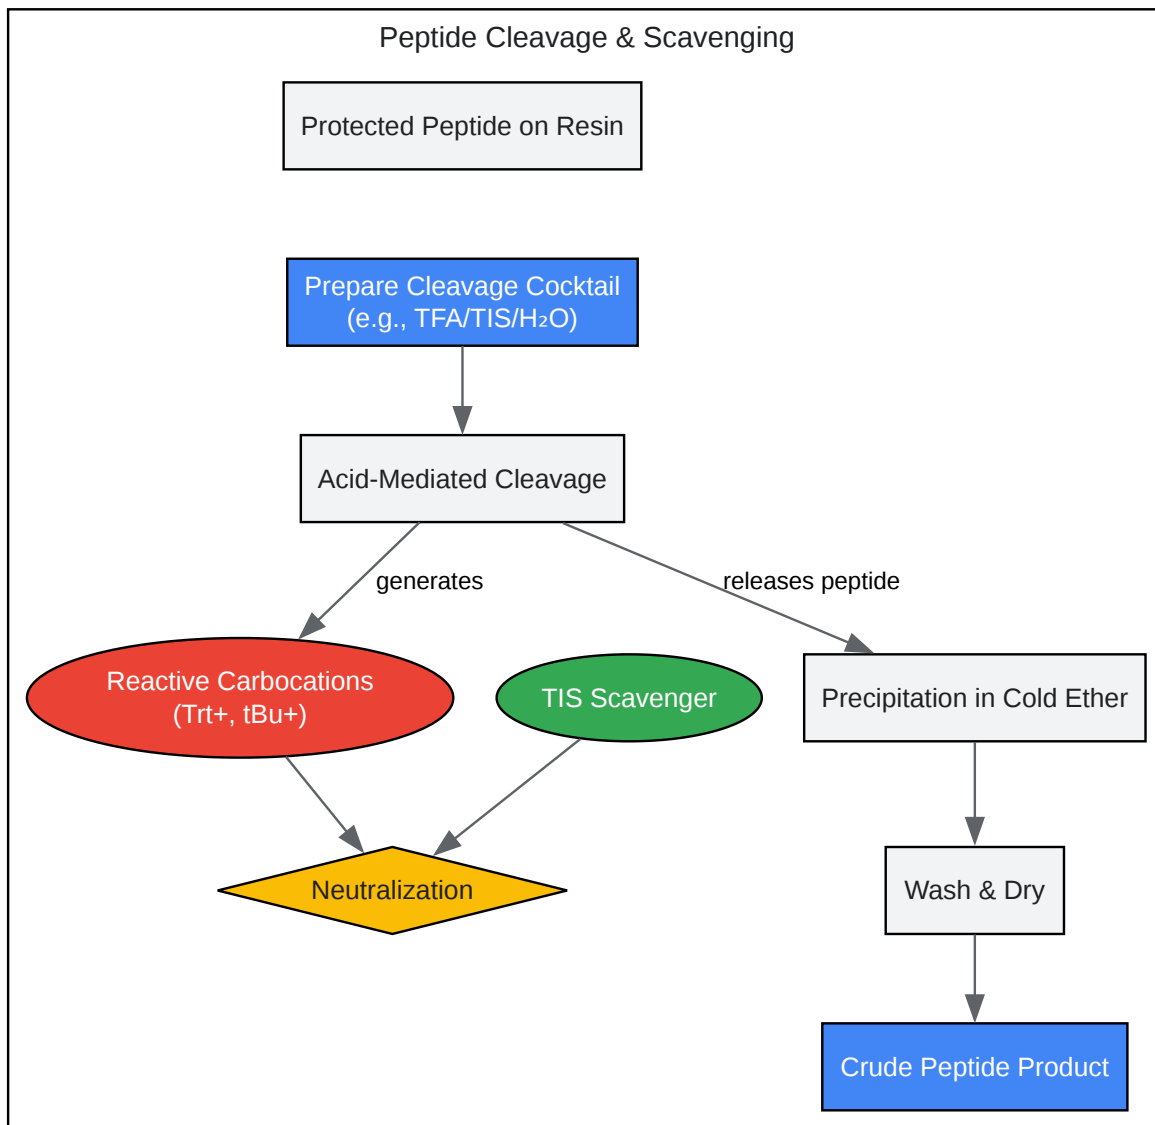 Peptide Cleavage & Scavenging
Protected Peptide on Resin
Prepare Cleavage Cocktail
(e.g., TFA/TIS/H₂O)
Acid-Mediated Cleavage
generates
releases peptide
Reactive Carbocations
(Trt+, tBu+)
TIS Scavenger
Precipitation in Cold Ether
Neutralization
Wash & Dry
Crude Peptide Product